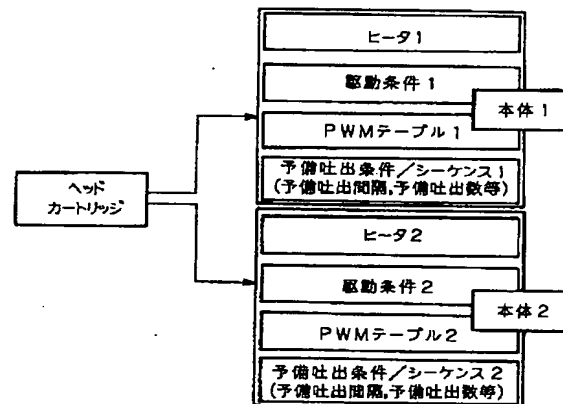 ヒータ1
駆動条件1
本体1
PWMテーブル1
予備吐出条件/シーケンス1
(予備吐出間隔,予備吐出数等)
ヘッド
カートリッジ
ヒータ2
駆動条件2
本体2
PWMテーブル2
予備吐出条件/シーケンス2
(予備吐出間隔,予備吐出数等)